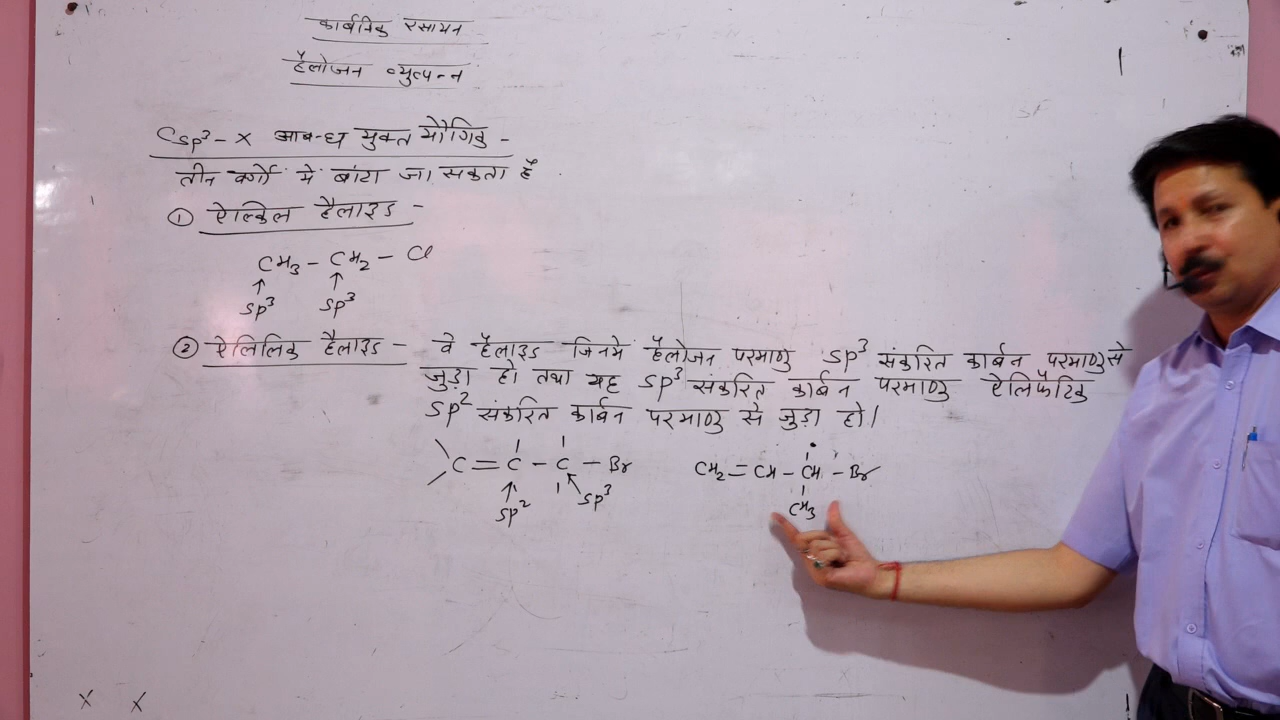 कार्बनिक रसायन
हैलोजन व्युत्पन्न
Csp³ - X आबन्ध युक्त यौगिक -
तीन वर्गों में बांटा जा सकता है
① ऐल्किल हैलाइड -
CH₃ - CH₂ - Cl
↑ ↑
sp³ sp³
② ऐलिलिक हैलाइड - वे हैलाइड जिनमे हैलोजन परमाणु sp³ संकरित कार्बन परमाणु से
जुड़ा हो तथा यह sp³ संकरित कार्बन परमाणु ऐलिफैटिक
sp² संकरित कार्बन परमाणु से जुड़ा हो।
C = C - C - Br CH₂ = CH - CH - Br
sp² sp³ CH₃
X X